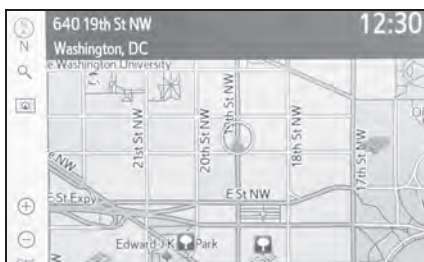 640 19th St NW
12:30
Washington, DC
N
e Washington University
21st St NW
20th St NW
19th St NW
18th St NW
17th St NW
e NW
E St Expy
E St NW
Edward J K Park